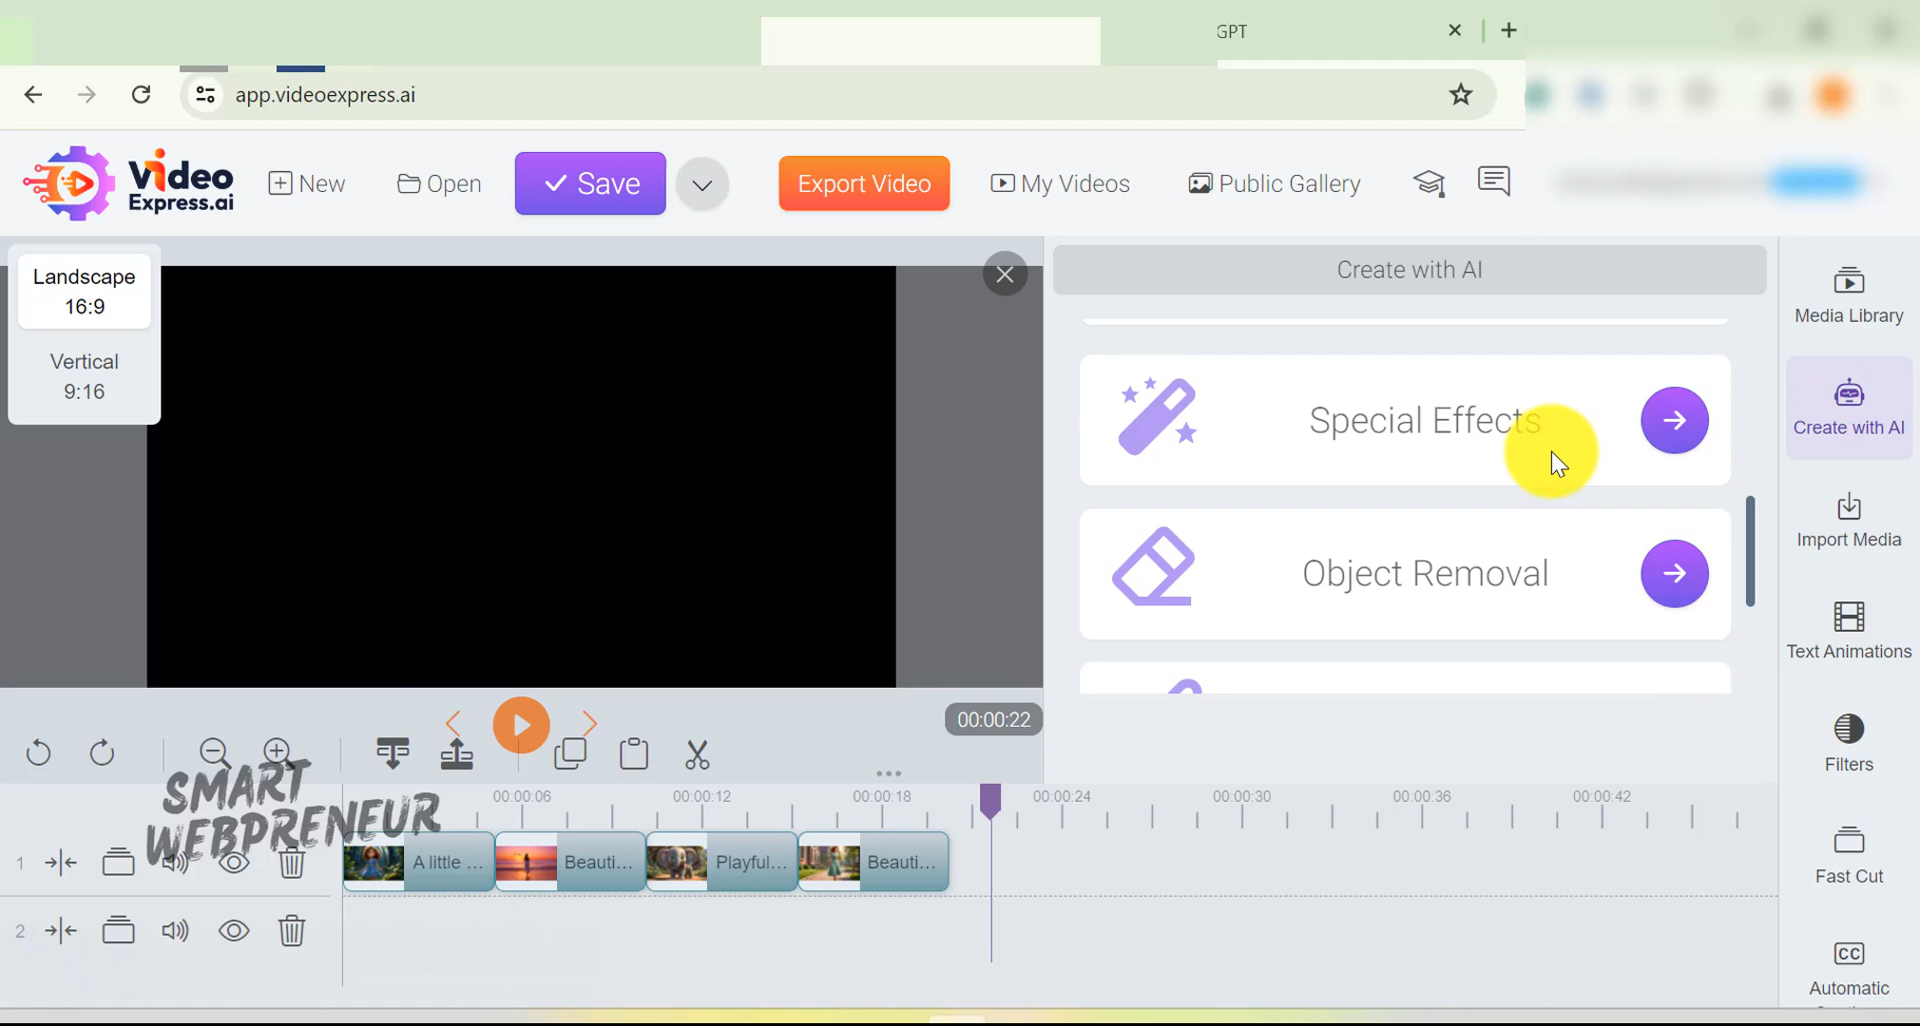 GPT
app.videoexpress.ai
Video
Express.ai
New
Open
Save
Export Video
My Videos
Public Gallery
Landscape
16:9
Vertical
9:16
Create with AI
Special Effects
Object Removal
Media Library
Create with AI
Import Media
Text Animations
Filters
Fast Cut
CC
Automatic
00:00:22
SMART
WEBPRENEUR
00:00:06
00:00:12
00:00:18
00:00:24
00:00:30
00:00:36
00:00:42
1
A little ...
Beauti...
Playful...
Beauti...
2